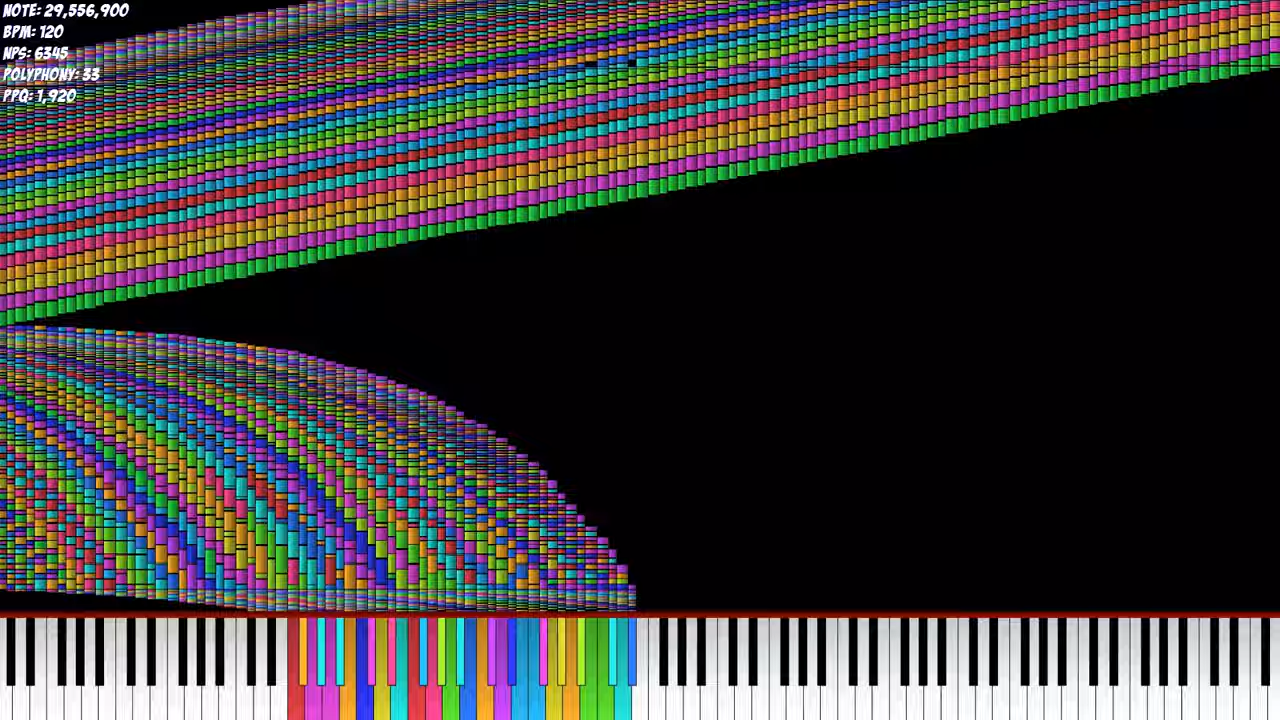 NOTE: 29,556,900
BPM: 120
NPS: 6345
POLYPHONY: 33
PPQ: 1,920